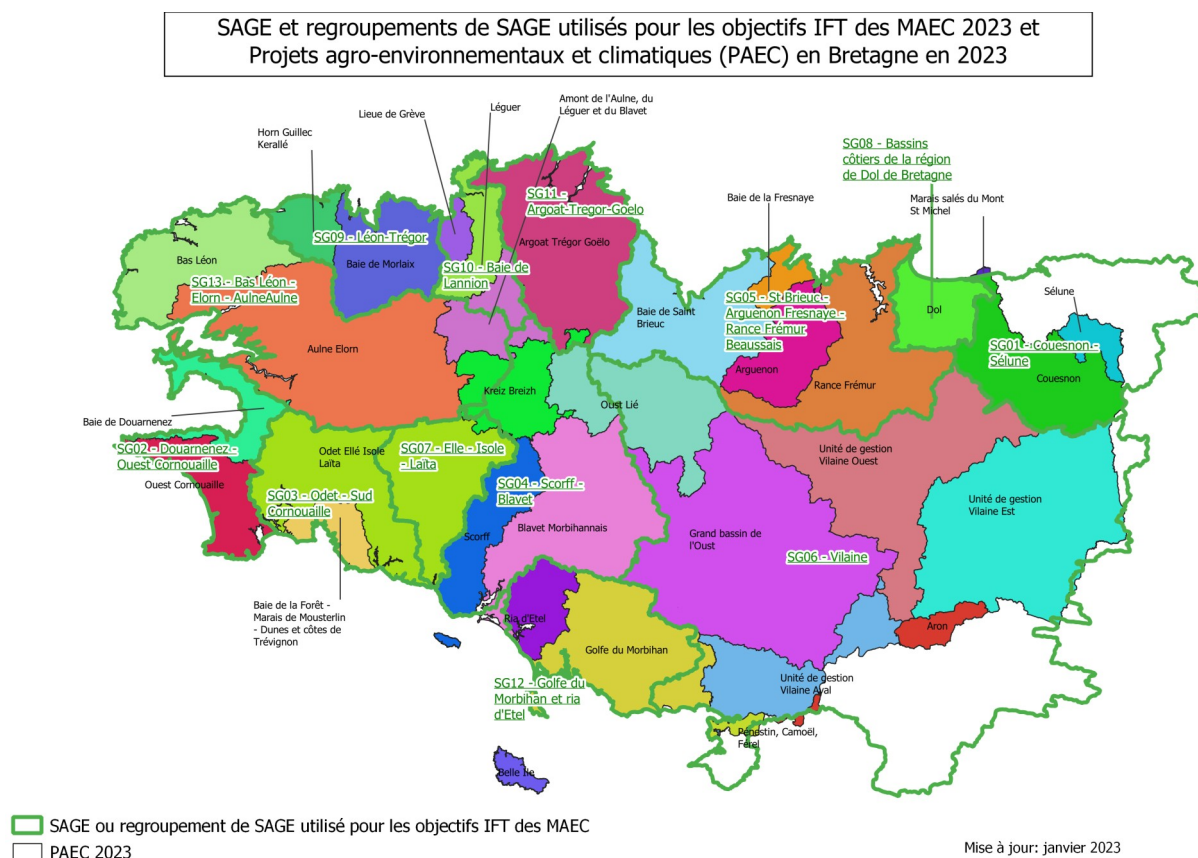 SAGE et regroupements de SAGE utilisés pour les objectifs IFT des MAEC 2023 et
Projets agro-environnementaux et climatiques (PAEC) en Bretagne en 2023
Lieue de Grève
Léguer
Amont de l'Aulne, du
Léguer et du Blavet
Horn Guillec
Kerallé
SG08 - Bassins
côtiers de la région
de Dol de Bretagne
Baie de la Fresnaye
Marais salés du Mont
St Michel
SG11 -
Argoat-Tregor-Goelo
Argoat Trégor Goëlo
SG09 - Léon-Trégor
Baie de Morlaix
Bas Léon
SG10 - Baie de
Lannion
SG13 - Bas Léon -
Elorn - AulneAulne
Baie de Saint
Brieuc
SG05 - St Brieuc -
Arguenon Fresnaye -
Rance Frémur
Beaussais
Dol
Sélune
SG01 - Couesnon -
Sélune
Couesnon
Aulne Elorn
Arguenon
Rance Frémur
Kreiz Breizh
Oust Lié
Baie de Douarnenez
SG02 - Douarnenez -
Ouest Cornouaille
Ouest Cornouaille
Odet Ellé Isole
Laïta
SG07 - Elle - Isole
- Laïta
SG03 - Odet - Sud
Cornouaille
SG04 - Scorff -
Blavet
Scorff
Blavet Morbihannais
Unité de gestion
Vilaine Ouest
Unité de gestion
Vilaine Est
Grand bassin de
l'Oust
SG06 - Vilaine
Baie de la Forêt -
Marais de Mousterlin
- Dunes et côtes de
Trévignon
Ria d'Etel
Golfe du Morbihan
Aron
SG12 - Golfe du
Morbihan et ria
d'Etel
Unité de gestion
Vilaine Aval
Pénestin, Camoël,
Férel
Belle Ile
SAGE ou regroupement de SAGE utilisé pour les objectifs IFT des MAEC
PAEC 2023
Mise à jour: janvier 2023